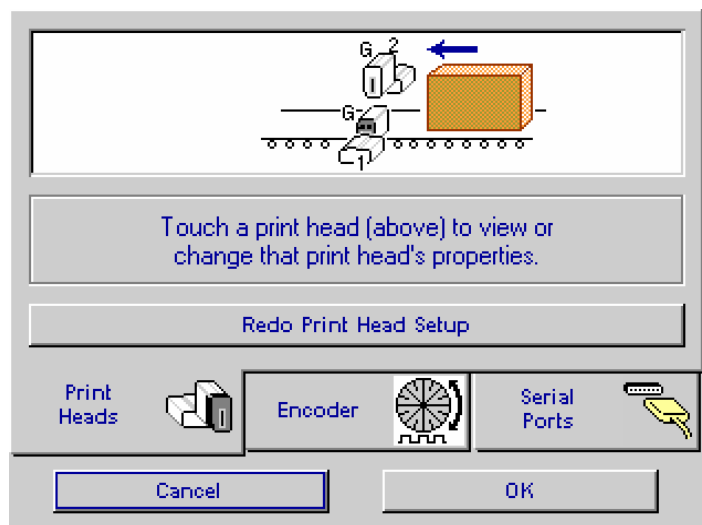 G 2
G
1
Touch a print head (above) to view or
change that print head's properties.
Redo Print Head Setup
Print
Heads
Encoder
Serial
Ports
Cancel
OK